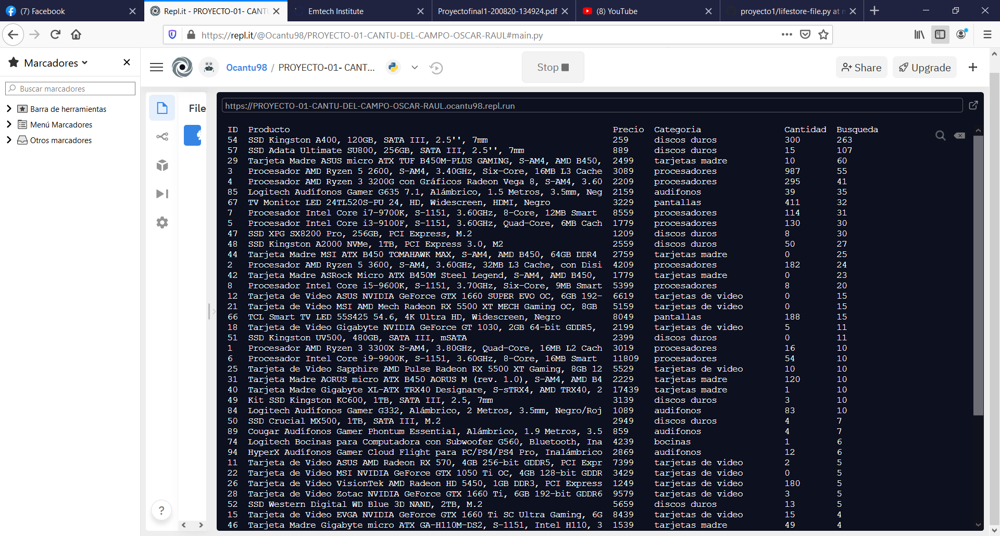 (7) Facebook
Repl.it - PROYECTO-01- CANTU
Emtech Institute
Proyectofinal1-200820-134924.pdf
(8) YouTube
proyecto1/lifestore-file.py at m
https://repl.it/@Ocantu98/PROYECTO-01-CANTU-DEL-CAMPO-OSCAR-RAUL#main.py
Marcadores
Buscar marcadores
Barra de herramientas
Menú Marcadores
Otros marcadores
Ocantu98 / PROYECTO-01- CANT...
Stop
Share
Upgrade
File
https://PROYECTO-01-CANTU-DEL-CAMPO-OSCAR-RAUL.ocantu98.repl.run
ID Producto Precio Categoria Cantidad Busqueda
54 SSD Kingston A400, 120GB, SATA III, 2.5'', 7mm 259 discos duros 300 263
57 SSD Adata Ultimate SU800, 256GB, SATA III, 2.5'', 7mm 889 discos duros 15 107
29 Tarjeta Madre ASUS micro ATX TUF B450M-PLUS GAMING, S-AM4, AMD B450, 2499 tarjetas madre 10 60
3 Procesador AMD Ryzen 5 2600, S-AM4, 3.40GHz, Six-Core, 16MB L3 Cache 3089 procesadores 987 55
4 Procesador AMD Ryzen 3 3200G con Gráficos Radeon Vega 8, S-AM4, 3.60 2209 procesadores 295 41
85 Logitech Audífonos Gamer G635 7.1, Alámbrico, 1.5 Metros, 3.5mm, Neg 2159 audifonos 39 35
67 TV Monitor LED 24TL520S-PU 24, HD, Widescreen, HDMI, Negro 3229 pantallas 411 32
7 Procesador Intel Core i7-9700K, S-1151, 3.60GHz, 8-Core, 12MB Smart 8559 procesadores 114 31
5 Procesador Intel Core i3-9100F, S-1151, 3.60GHz, Quad-Core, 6MB Cach 1779 procesadores 130 30
47 SSD XPG SX8200 Pro, 256GB, PCI Express, M.2 1209 discos duros 8 30
48 SSD Kingston A2000 NVMe, 1TB, PCI Express 3.0, M2 2559 discos duros 50 27
44 Tarjeta Madre MSI ATX B450 TOMAHAWK MAX, S-AM4, AMD B450, 64GB DDR4 2759 tarjetas madre 0 25
2 Procesador AMD Ryzen 5 3600, S-AM4, 3.60GHz, 32MB L3 Cache, con Disi 4209 procesadores 182 24
42 Tarjeta Madre ASRock Micro ATX B450M Steel Legend, S-AM4, AMD B450, 1779 tarjetas madre 0 23
8 Procesador Intel Core i5-9600K, S-1151, 3.70GHz, Six-Core, 9MB Smart 5399 procesadores 8 20
12 Tarjeta de Video ASUS NVIDIA GeForce GTX 1660 SUPER EVO OC, 6GB 192- 6619 tarjetas de video 0 15
21 Tarjeta de Video MSI AMD Mech Radeon RX 5500 XT MECH Gaming OC, 8GB 5159 tarjetas de video 0 15
66 TCL Smart TV LED 55S425 54.6, 4K Ultra HD, Widescreen, Negro 8049 pantallas 188 15
18 Tarjeta de Video Gigabyte NVIDIA GeForce GT 1030, 2GB 64-bit GDDR5, 2199 tarjetas de video 5 11
51 SSD Kingston UV500, 480GB, SATA III, mSATA 2399 discos duros 0 11
1 Procesador AMD Ryzen 3 3300X S-AM4, 3.80GHz, Quad-Core, 16MB L2 Cach 3019 procesadores 16 10
6 Procesador Intel Core i9-9900K, S-1151, 3.60GHz, 8-Core, 16MB Smart 11809 procesadores 54 10
25 Tarjeta de Video Sapphire AMD Pulse Radeon RX 5500 XT Gaming, 8GB 12 5529 tarjetas de video 10 10
31 Tarjeta Madre AORUS micro ATX B450 AORUS M (rev. 1.0), S-AM4, AMD B4 2229 tarjetas madre 120 10
40 Tarjeta Madre Gigabyte XL-ATX TRX40 Designare, S-sTRX4, AMD TRX40, 2 17439 tarjetas madre 1 10
49 Kit SSD Kingston KC600, 1TB, SATA III, 2.5, 7mm 3139 discos duros 3 10
84 Logitech Audífonos Gamer G332, Alámbrico, 2 Metros, 3.5mm, Negro/Roj 1089 audifonos 83 10
50 SSD Crucial MX500, 1TB, SATA III, M.2 2949 discos duros 4 7
89 Cougar Audífonos Gamer Phontum Essential, Alámbrico, 1.9 Metros, 3.5 859 audifonos 4 7
74 Logitech Bocinas para Computadora con Subwoofer G560, Bluetooth, Ina 4239 bocinas 1 6
94 HyperX Audífonos Gamer Cloud Flight para PC/PS4/PS4 Pro, Inalámbrico 2869 audifonos 12 6
11 Tarjeta de Video ASUS AMD Radeon RX 570, 4GB 256-bit GDDR5, PCI Expr 7399 tarjetas de video 2 5
22 Tarjeta de Video MSI NVIDIA GeForce GTX 1050 Ti OC, 4GB 128-bit GDDR 3429 tarjetas de video 0 5
26 Tarjeta de Video VisionTek AMD Radeon HD 5450, 1GB DDR3, PCI Express 1249 tarjetas de video 180 5
28 Tarjeta de Video Zotac NVIDIA GeForce GTX 1660 Ti, 6GB 192-bit GDDR6 9579 tarjetas de video 3 5
52 SSD Western Digital WD Blue 3D NAND, 2TB, M.2 5659 discos duros 13 5
15 Tarjeta de Video EVGA NVIDIA GeForce GTX 1660 Ti SC Ultra Gaming, 6G 8439 tarjetas de video 15 4
46 Tarjeta Madre Gigabyte micro ATX GA-H110M-DS2, S-1151, Intel H110, 3 1539 tarjetas madre 49 4
?